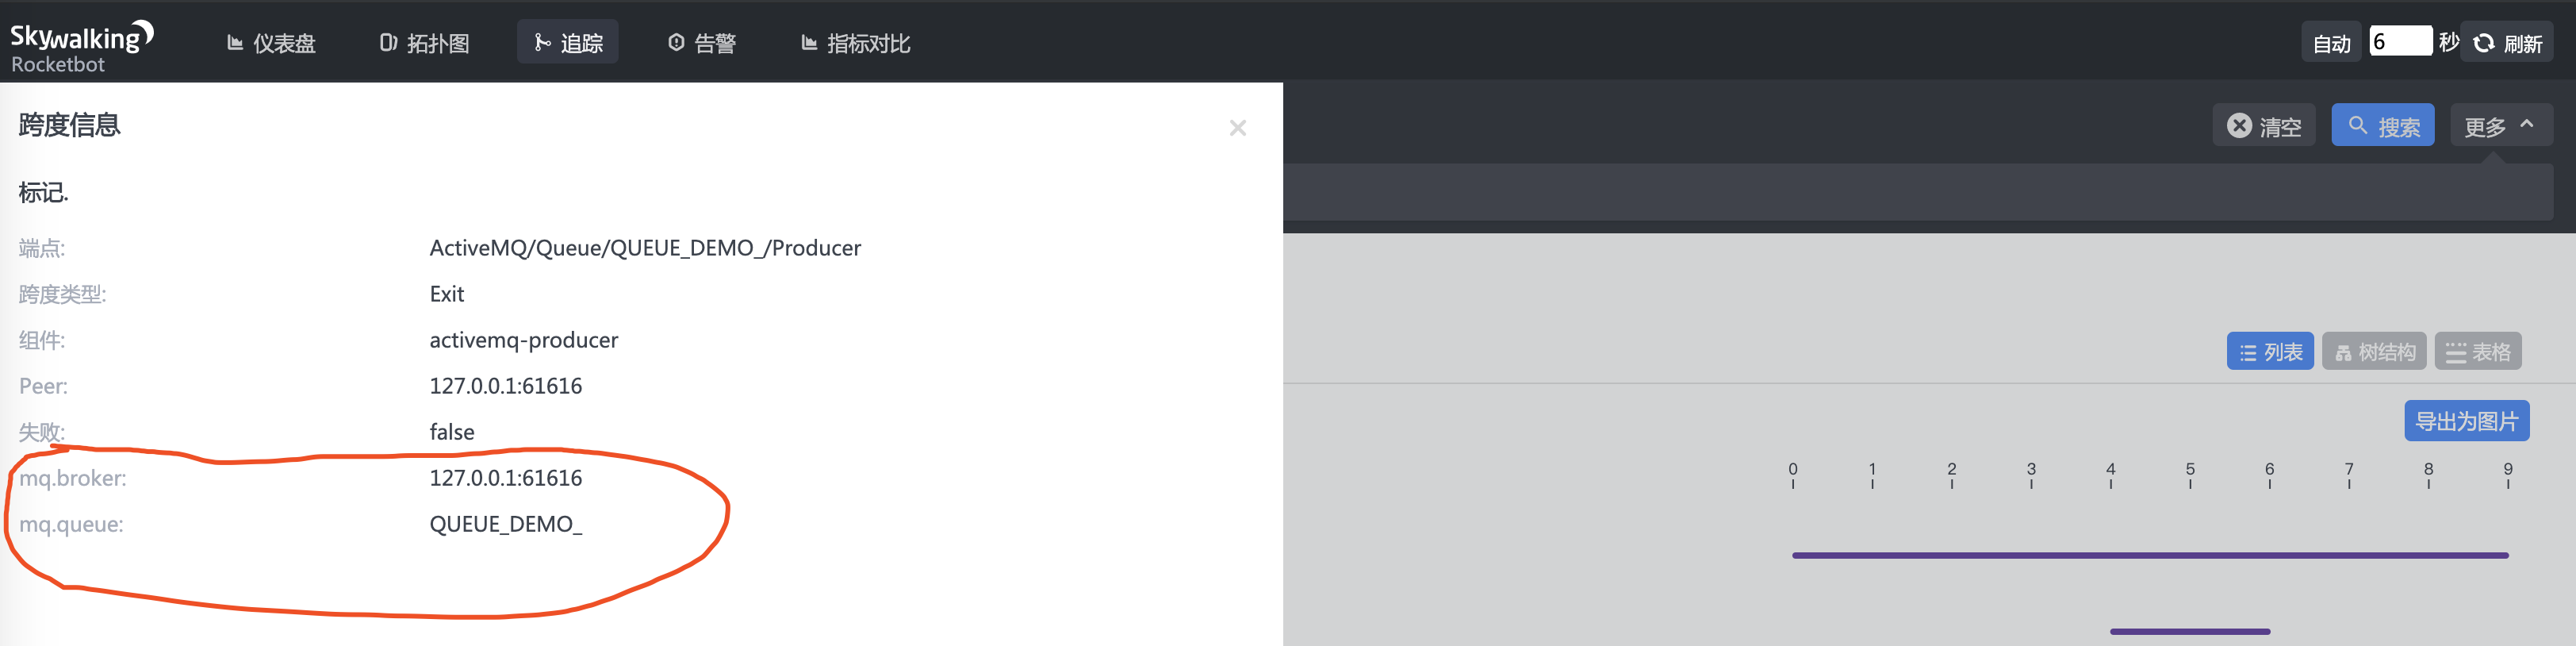 Skywalking
Rocketbot
仪表盘 拓扑图 追踪 告警 指标对比
自动 6 秒 刷新
跨度信息
清空 搜索 更多
标记.
端点: ActiveMQ/Queue/QUEUE_DEMO_/Producer
跨度类型: Exit
组件: activemq-producer
列表 树结构 表格
Peer: 127.0.0.1:61616
失败: false
导出为图片
mq.broker: 127.0.0.1:61616
0 1 2 3 4 5 6 7 8 9
mq.queue: QUEUE_DEMO_